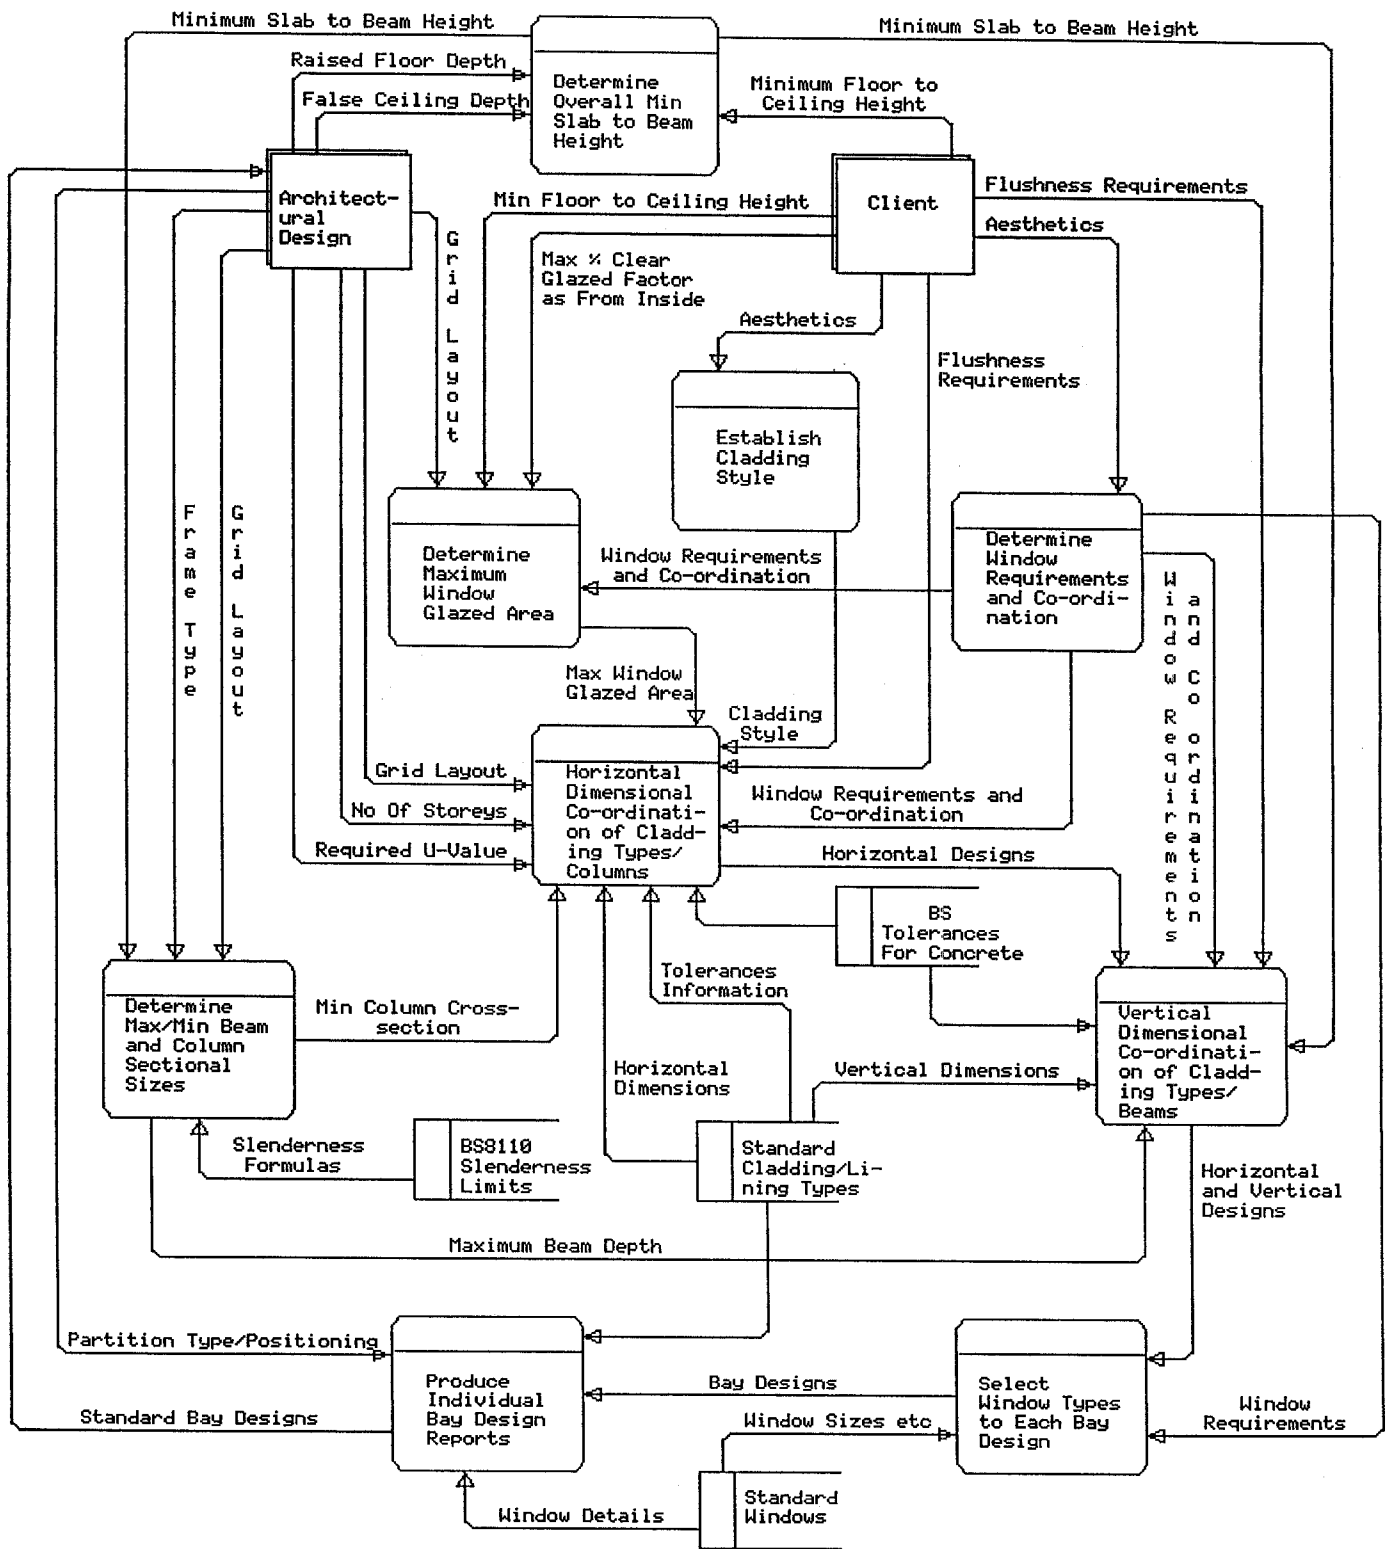 Minimum Slab to Beam Height
Minimum Slab to Beam Height
Raised Floor Depth
False Ceiling Depth
Determine
Overall Min
Slab to Beam
Height
Minimum Floor to
Ceiling Height
Architect-
ural
Design
Client
Flushness Requirements
Aesthetics
Min Floor to Ceiling Height
Max % Clear
Glazed Factor
as From Inside
Grid Layout
Aesthetics
Flushness
Requirements
Establish
Cladding
Style
Frame Type
Grid Layout
Determine
Maximum
Window
Glazed Area
Window Requirements
and Co-ordination
Determine
Window
Requirements
and Co-ordi-
nation
Window Requirements
and Co ordination
Max Window
Glazed Area
Cladding
Style
Grid Layout
No Of Storeys
Required U-Value
Horizontal
Dimensional
Co-ordinati-
on of Cladd-
ing Types/
Columns
Window Requirements and
Co-ordination
Horizontal Designs
BS
Tolerances
For Concrete
Tolerances
Information
Determine
Max/Min Beam
and Column
Sectional
Sizes
Min Column Cross-
section
Horizontal
Dimensions
Vertical Dimensions
Vertical
Dimensional
Co-ordinati-
on of Cladd-
ing Types/
Beams
Slenderness
Formulas
BS8110
Slenderness
Limits
Standard
Cladding/Li-
ning Types
Horizontal
and Vertical
Designs
Maximum Beam Depth
Partition Type/Positioning
Standard Bay Designs
Produce
Individual
Bay Design
Reports
Bay Designs
Window Sizes etc
Select
Window Types
to Each Bay
Design
Window
Requirements
Window Details
Standard
Windows